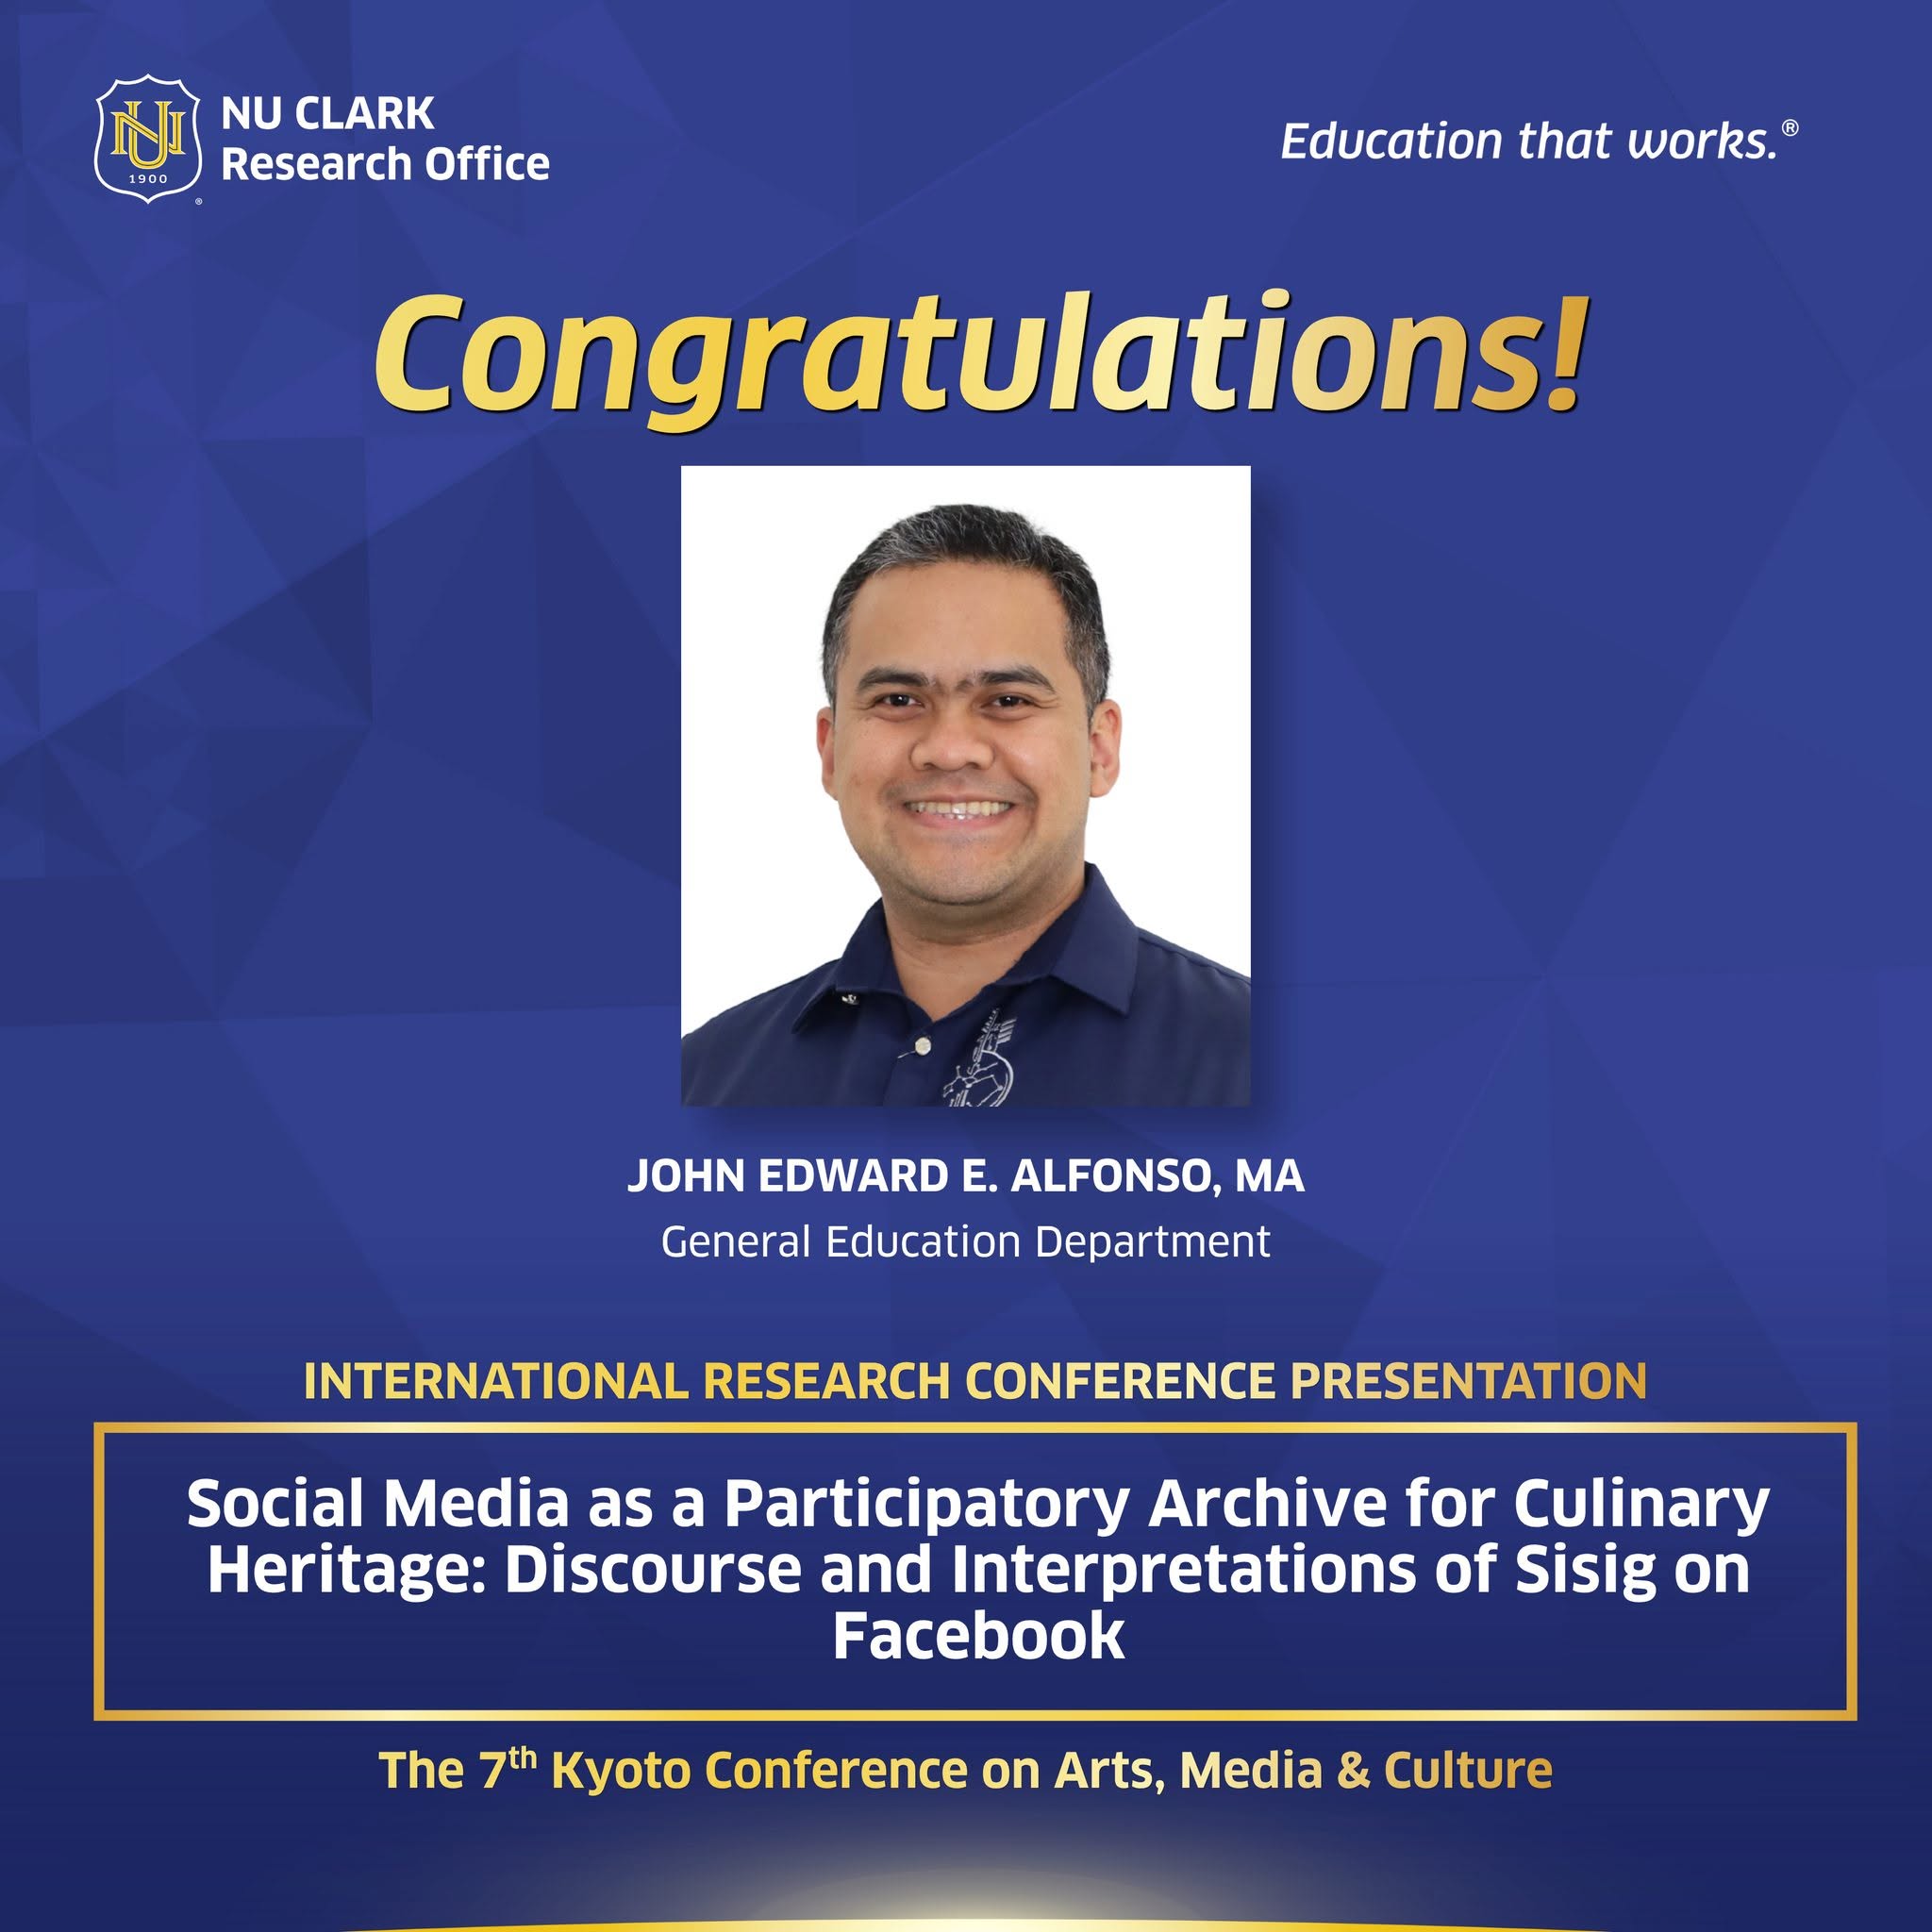 NU CLARK
Research Office
1900
Education that works.®
Congratulations!
JOHN EDWARD E. ALFONSO, MA
General Education Department
INTERNATIONAL RESEARCH CONFERENCE PRESENTATION
Social Media as a Participatory Archive for Culinary
Heritage: Discourse and Interpretations of Sisig on
Facebook
The 7th Kyoto Conference on Arts, Media & Culture